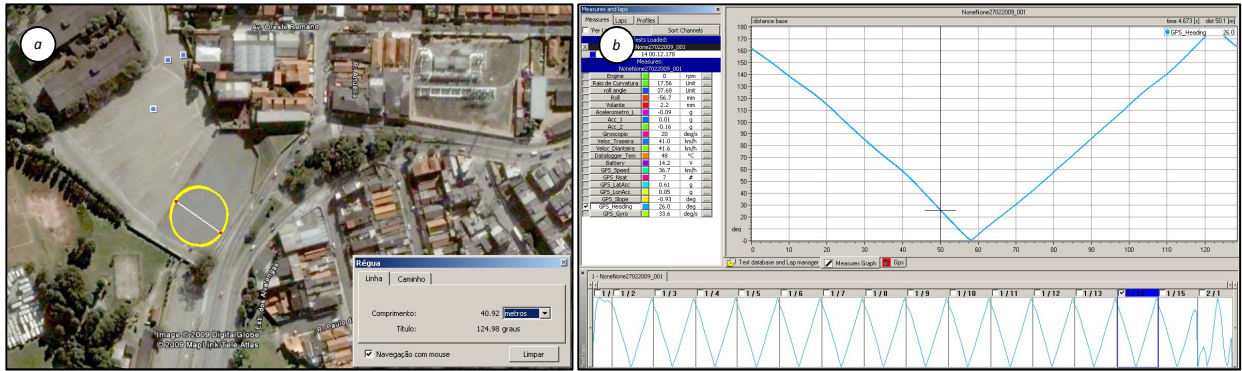 a
Av. Cresto Romano
Image © 2009 DigitalGlobe
© 2009 MapLink/Tele Atlas
R. Paulo d
Régua
Linha
Caminho
Comprimento:
40.92
metros
Título:
124.98 graus
Navegação com mouse
Limpar
b
Measures and laps
Measures Laps Profiles
Sort Channels
Tests Loaded:
NoneNone27022009_001
14 00.12.178
Measures:
NoneNone27022009_001
Engine 0 rpm ...
Raio de Curvatura 17.56 Unit ...
roll angle 37.68 Unit ...
Roll -56.7 mm ...
Volante 2.2 mm ...
Acelerometro_L -0.09 g ...
Acc_1 0.01 g ...
Acc_2 -0.16 g ...
Giroscopio 20 deg/s ...
Veloc_Traseira 41.0 km/h ...
Veloc_Dianteira 41.6 km/h ...
Datalogger_Tem 48 °C ...
Battery 14.2 V ...
GPS_Speed 36.7 km/h ...
GPS_Nsat 7 # ...
GPS_LatAcc 0.61 g ...
GPS_LonAcc 0.05 g ...
GPS_Slope -0.93 deg ...
GPS_Heading 26.0 deg ...
GPS_Gyro 33.6 deg/s ...
NoneNone27022009_001
distance base
time 4.673 [s] dist 50.1 [m]
GPS_Heading 26.0
180
170
160
150
140
130
120
110
100
90
80
70
60
50
40
30
20
deg
-0
0 10 20 30 40 50 60 70 80 90 100 110 120
Test database and Lap manager
Measures Graph
Gps
1 - NoneNone27022009_001
1 / 1 / 2 1 / 3 1 / 4 1 / 5 1 / 6 1 / 7 1 / 8 1 / 9 1 / 10 1 / 11 1 / 12 1 / 13 1 / 15 2 / 1